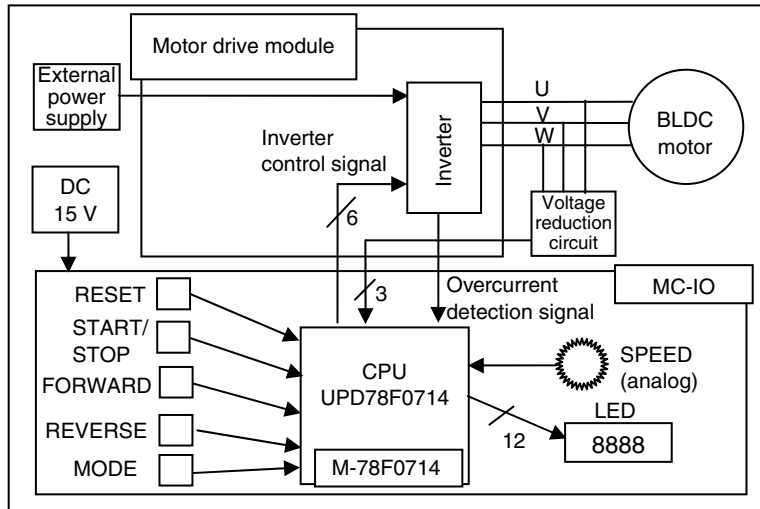 Motor drive module
External
power
supply
U
V
W
BLDC
motor
Inverter
control signal
Inverter
6
DC
15 V
Voltage
reduction
circuit
3
Overcurrent
detection signal
MC-IO
RESET
START/
STOP
FORWARD
REVERSE
MODE
CPU
UPD78F0714
M-78F0714
SPEED
(analog)
12
LED
8888